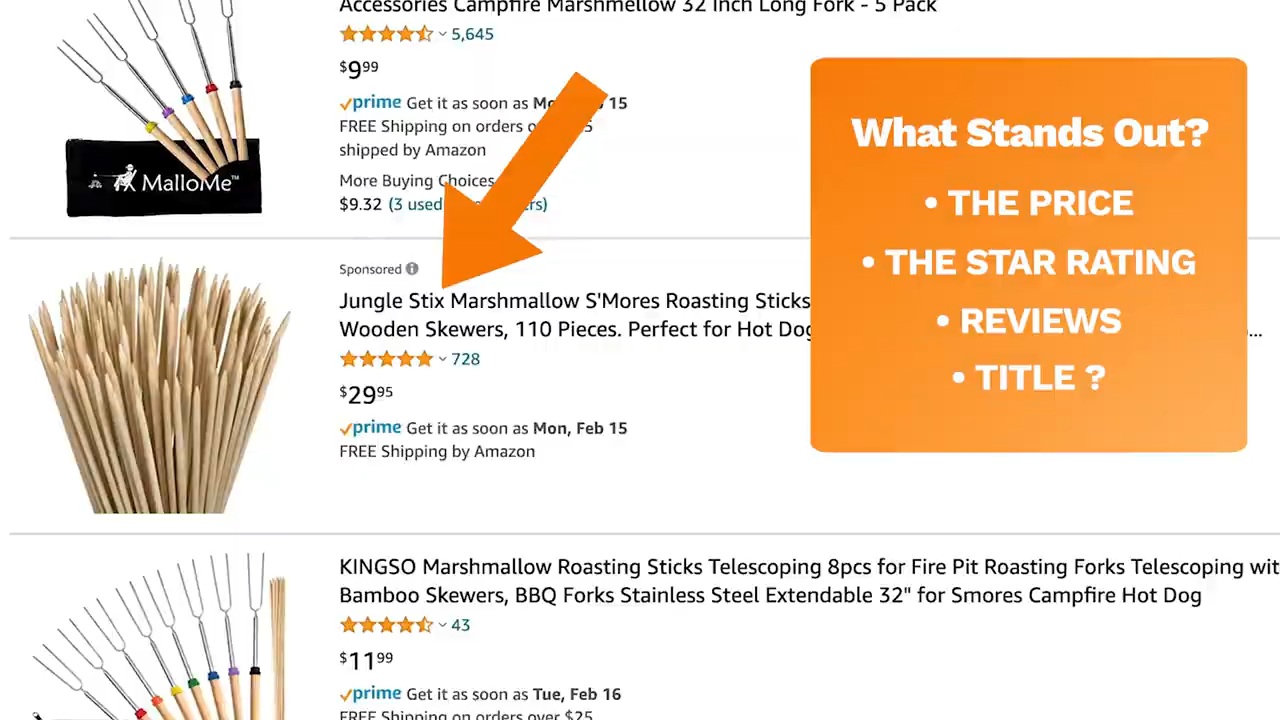 Accessories Campfire Marshmellow 32 Inch Long Fork - 5 Pack
5,645
$9.99
prime Get it as soon as 15
FREE Shipping on orders
shipped by Amazon
More Buying Choices
$9.32 (3 used
MalloMe™
Sponsored
Jungle Stix Marshmallow S'Mores Roasting Sticks
Wooden Skewers, 110 Pieces. Perfect for Hot
...
728
$29.95
prime Get it as soon as Mon, Feb 15
FREE Shipping by Amazon
KINGSO Marshmallow Roasting Sticks Telescoping 8pcs for Fire Pit Roasting Forks Telescoping
Bamboo Skewers, BBQ Forks Stainless Steel Extendable 32" for Smores Campfire Hot Dog
43
$11.99
prime Get it as soon as Tue, Feb 16
FREE Shipping on orders over $25
What Stands Out?
• THE PRICE
• THE STAR RATING
• REVIEWS
• TITLE ?